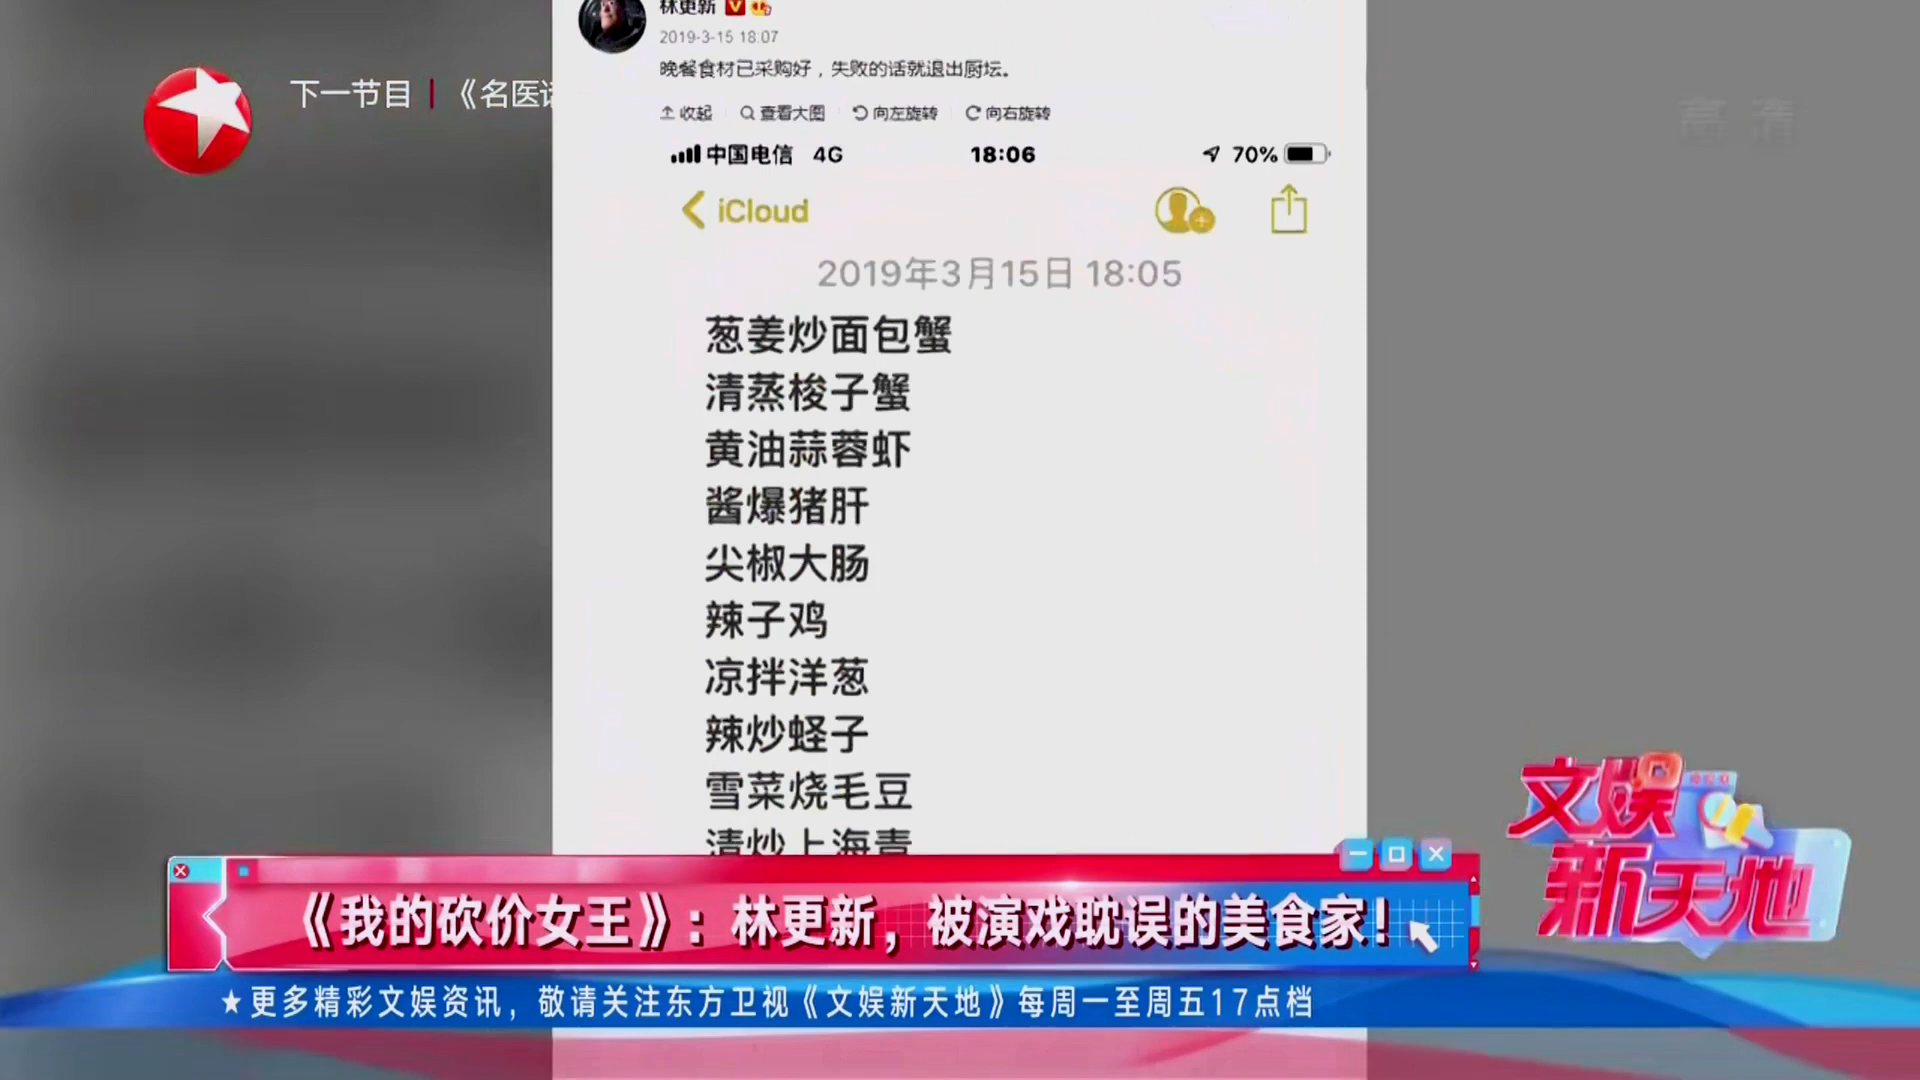 林更新
2019-3-15 18:07
下一节目 《名医
晚餐食材已采购好，失败的话就退出厨坛。
收起 查看大图 向左旋转 向右旋转
高清
中国电信 4G 18:06 70%
iCloud
2019年3月15日 18:05
葱姜炒面包蟹
清蒸梭子蟹
黄油蒜蓉虾
酱爆猪肝
尖椒大肠
辣子鸡
凉拌洋葱
辣炒蛏子
雪菜烧毛豆
清炒上海青
文娱
新天地
《我的砍价女王》：林更新，被演戏耽误的美食家！
★更多精彩文娱资讯，敬请关注东方卫视《文娱新天地》每周一至周五17点档